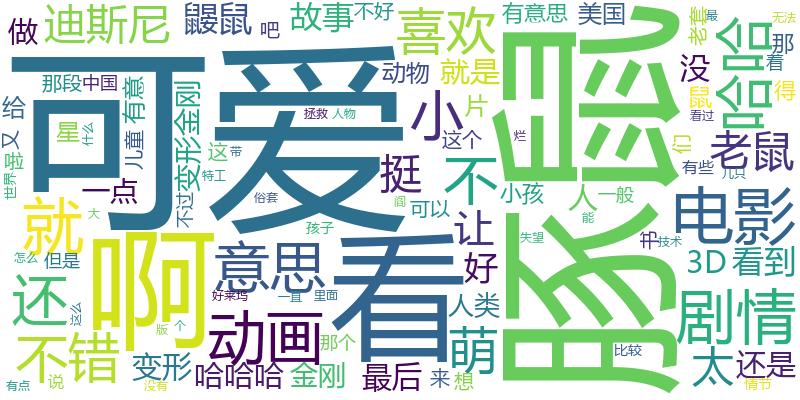 可爱
豚鼠
看
啊
迪斯尼
鼹鼠
吧
故事
不好
喜欢
有意思
美国
哈哈
老套
那
最
无法
着
做
那段
中国
有意
动物
就是
片
没
鼠
得
又
给
星
什么
儿童
变形金刚
拯救
人物
小
这个
老鼠
们
看过
烂
世界
啦
一点
这
带
特工
挺
不
小孩
人
一般
有些
几只
不过
俗套
阎
可以
让
能
电影
就
大
孩子
书
技术
失望
意思
好
3D
看到
怎么
但是
还
这么
好莱坞
一直
里面
人类
剧情
动画
那个
萌
不错
版
个
变形
比较
太
还是
有点
说
没有
哈哈哈
金刚
最后
来
想
情节